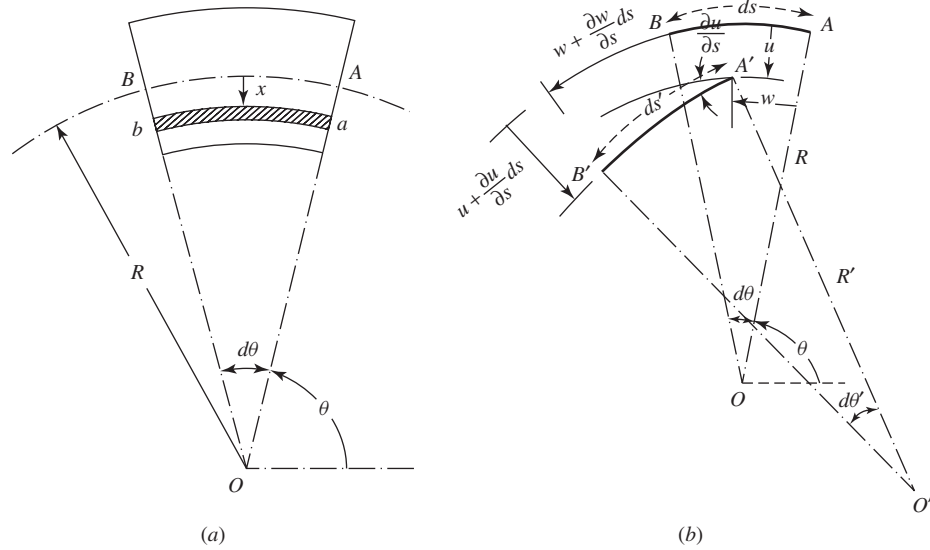 B
A
x
b
a
R
dθ
θ
O
(a)
w + ∂w/∂s ds
B
ds
A
∂u/∂s
u
A′
ds′
w
B′
u + ∂u/∂s ds
R
R′
dθ
θ
O
dθ′
O′
(b)